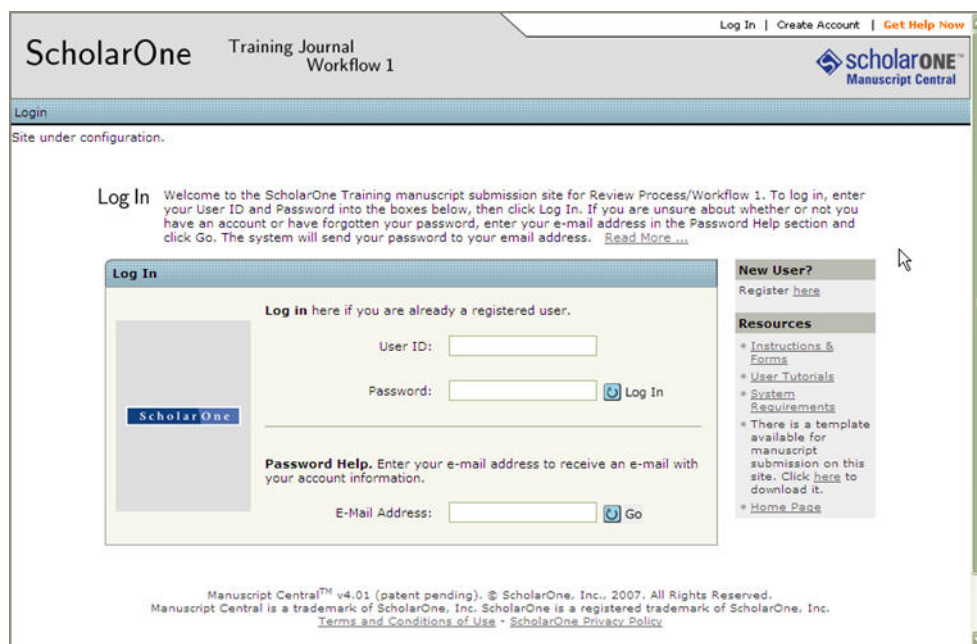 Log In | Create Account | Get Help Now
ScholarOne
Training Journal
Workflow 1
SCHOLARONE™
Manuscript Central
Login
Site under configuration.
Log In
Welcome to the ScholarOne Training manuscript submission site for Review Process/Workflow 1. To log in, enter
your User ID and Password into the boxes below, then click Log In. If you are unsure about whether or not you
have an account or have forgotten your password, enter your e-mail address in the Password Help section and
click Go. The system will send your password to your email address. Read More ...
Log In
Log in here if you are already a registered user.
User ID:
Password:
Log In
ScholarOne
Password Help. Enter your e-mail address to receive an e-mail with
your account information.
E-Mail Address:
Go
New User?
Register here
Resources
Instructions &
Forms
User Tutorials
System
Requirements
There is a template
available for
manuscript
submission on this
site. Click here to
download it.
Home Page
Manuscript Central™ v4.01 (patent pending). © ScholarOne, Inc., 2007. All Rights Reserved.
Manuscript Central is a trademark of ScholarOne, Inc. ScholarOne is a registered trademark of ScholarOne, Inc.
Terms and Conditions of Use - ScholarOne Privacy Policy